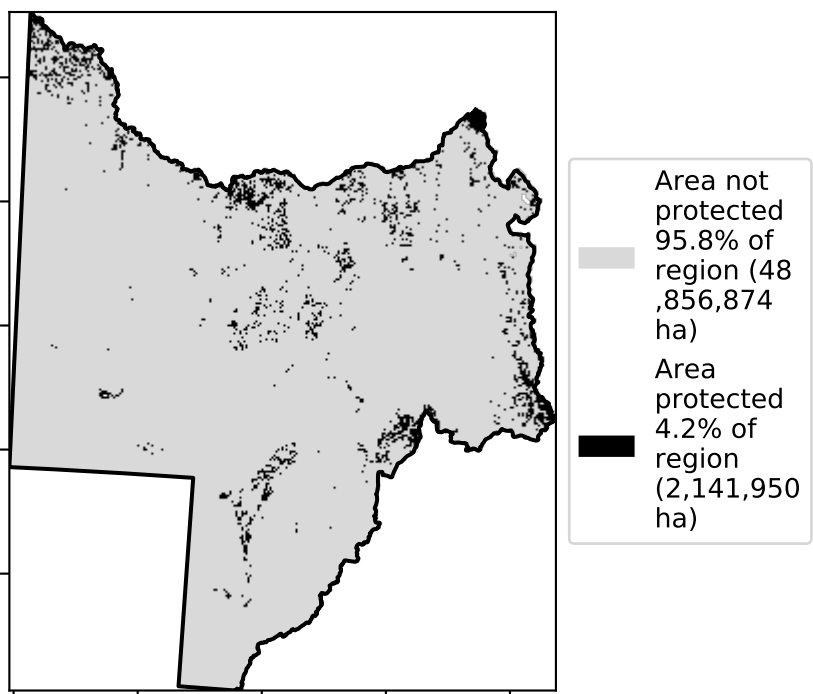 Area not
protected
95.8% of
region (48
,856,874
ha)
Area
protected
4.2% of
region
(2,141,950
ha)